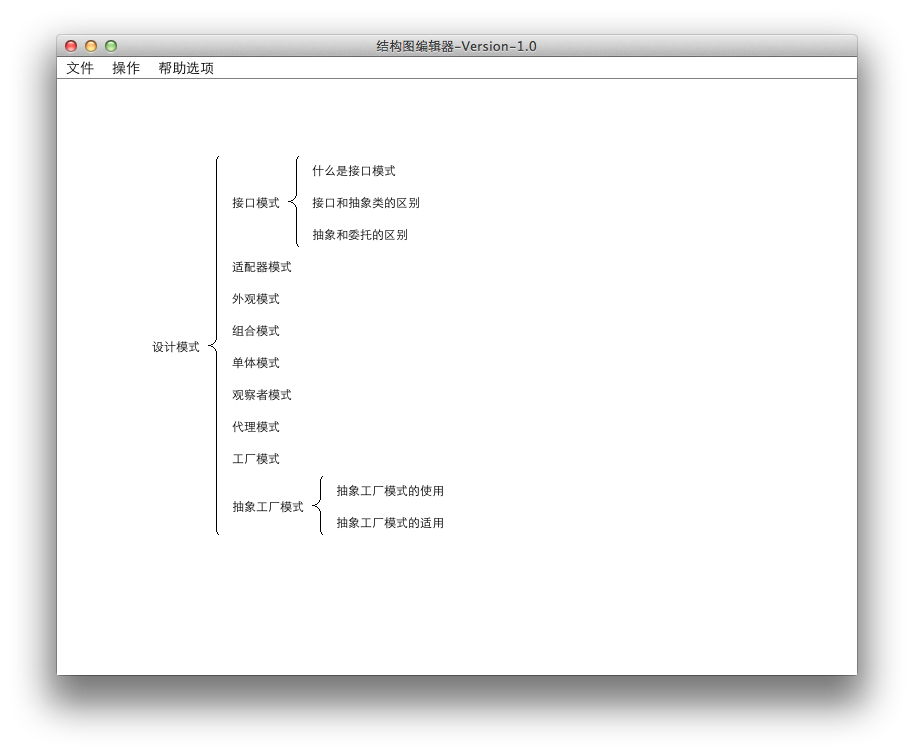 结构图编辑器-Version-1.0
文件 操作 帮助选项
什么是接口模式
接口模式
接口和抽象类的区别
抽象和委托的区别
适配器模式
外观模式
组合模式
设计模式
单体模式
观察者模式
代理模式
工厂模式
抽象工厂模式的使用
抽象工厂模式
抽象工厂模式的适用